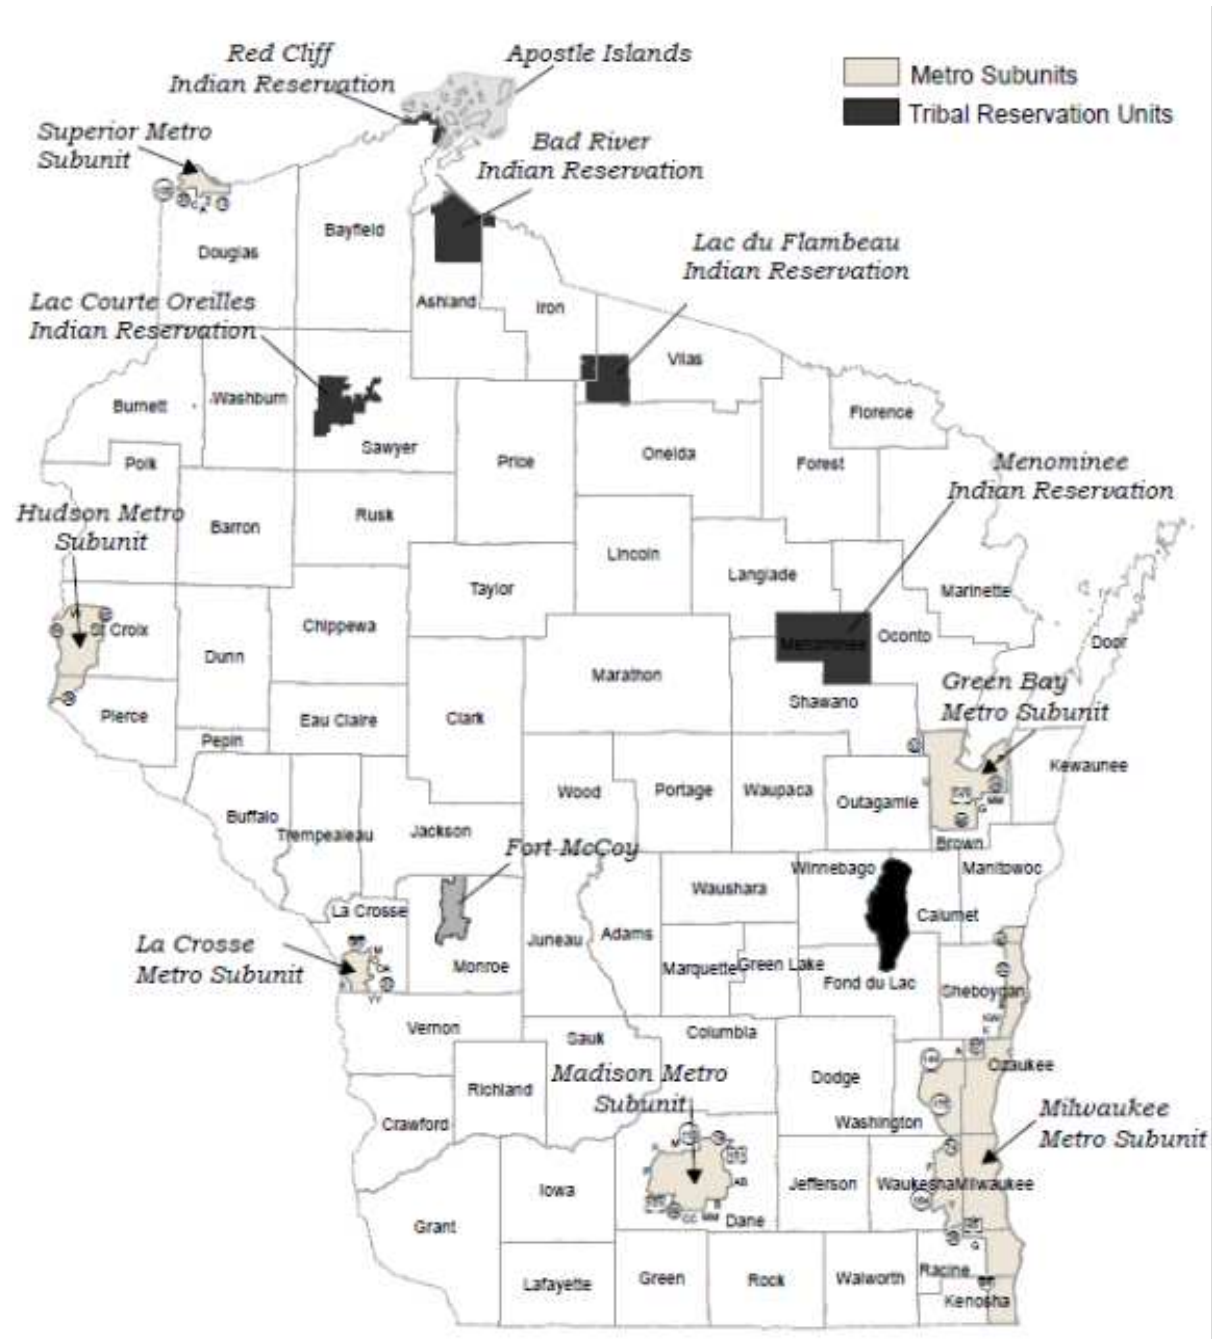 Red Cliff
Indian Reservation
Apostle Islands
Metro Subunits
Tribal Reservation Units
Superior Metro
Subunit
Bad River
Indian Reservation
Bayfield
Douglas
Lac du Flambeau
Indian Reservation
Lac Courte Oreilles
Indian Reservation
Ashland
Iron
Vilas
Burnett
Washburn
Florence
Sawyer
Polk
Price
Oneida
Forest
Menominee
Indian Reservation
Hudson Metro
Subunit
Barron
Rusk
Lincoln
Langlade
Taylor
Marinette
Croix
Chippewa
Dunn
Menominee
Oconto
Door
Marathon
Pierce
Eau Claire
Clark
Shawano
Green Bay
Metro Subunit
Pepin
Kewaunee
Wood
Portage
Waupaca
Outagamie
Buffalo
Trempealeau
Jackson
G
MM
Brown
Fort McCoy
Winnebago
Manitowoc
Waushara
La Crosse
Calumet
La Crosse
Metro Subunit
Juneau
Adams
Monroe
Marquette
Green Lake
Fond du Lac
Sheboygan
YY
Vernon
Sauk
Columbia
Madison Metro
Subunit
Richland
Dodge
Ozaukee
Crawford
Washington
Milwaukee
Metro Subunit
M
Iowa
AB
Jefferson
Waukesha
Milwaukee
CC
MM
B
Dane
Grant
G
Lafayette
Green
Rock
Walworth
Racine
Kenosha